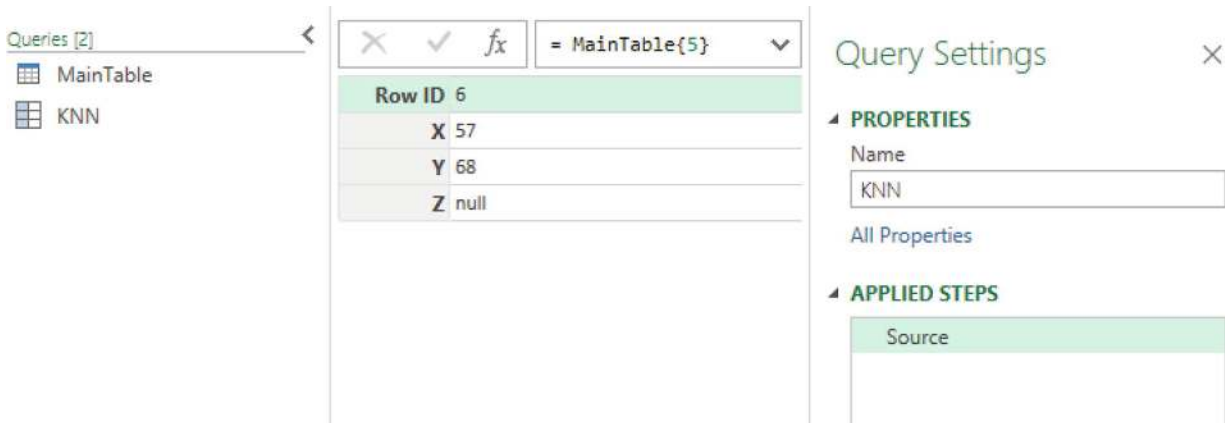 Queries [2]
MainTable
KNN
fx
= MainTable{5}
Row ID 6
X 57
Y 68
Z null
Query Settings
PROPERTIES
Name
KNN
All Properties
APPLIED STEPS
Source